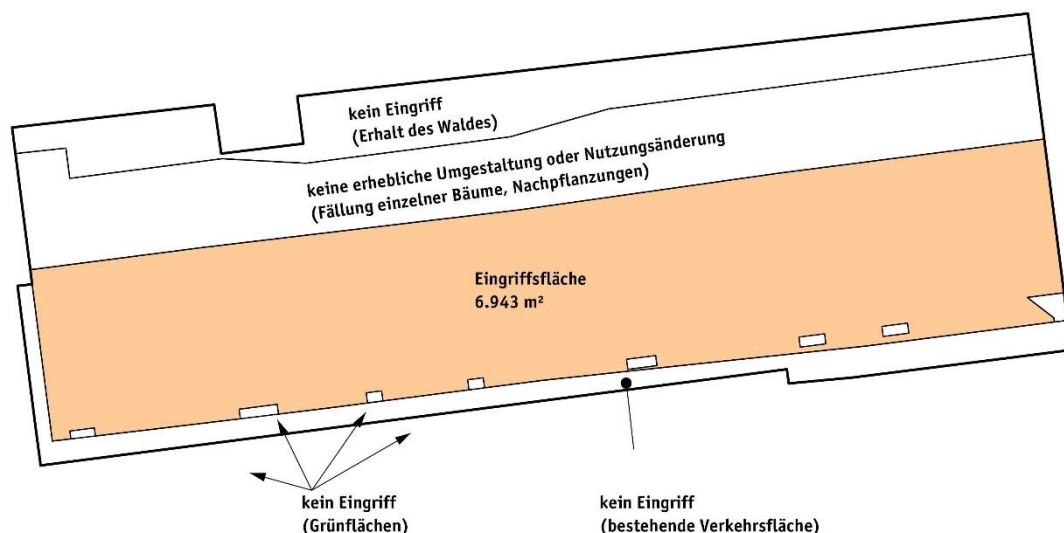 kein Eingriff
(Erhalt des Waldes)
keine erhebliche Umgestaltung oder Nutzungsänderung
(Fällung einzelner Bäume, Nachpflanzungen)
Eingriffsfläche
6.943 m²
kein Eingriff
(Grünflächen)
kein Eingriff
(bestehende Verkehrsfläche)